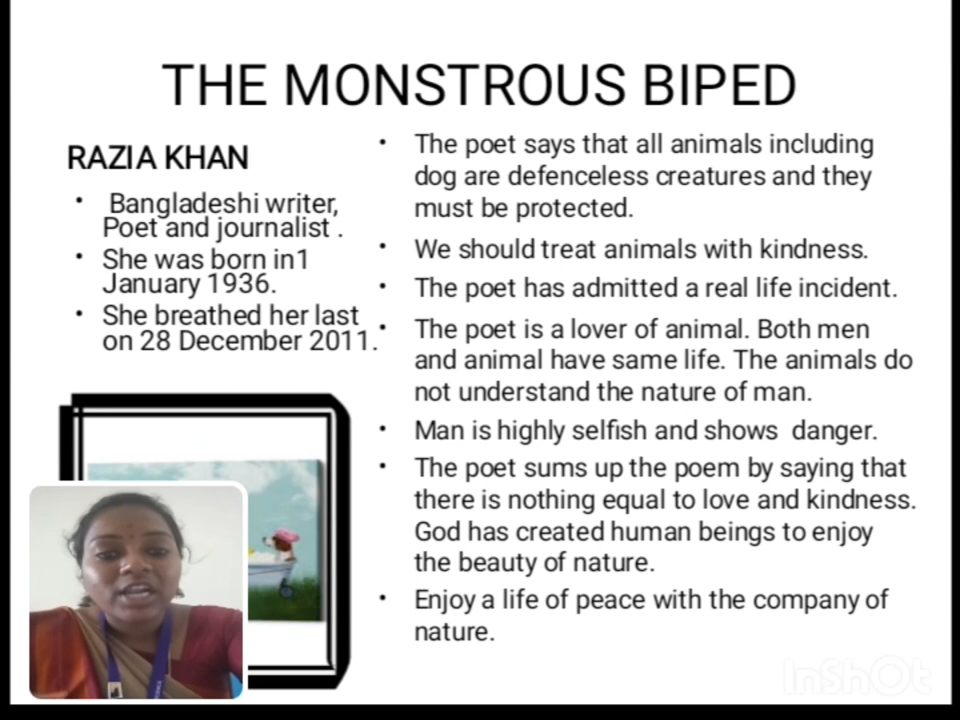 THE MONSTROUS BIPED
RAZIA KHAN
• Bangladeshi writer,
Poet and journalist .
• She was born in1
January 1936.
• She breathed her last
on 28 December 2011.
• The poet says that all animals including
dog are defenceless creatures and they
must be protected.
• We should treat animals with kindness.
• The poet has admitted a real life incident.
• The poet is a lover of animal. Both men
and animal have same life. The animals do
not understand the nature of man.
• Man is highly selfish and shows danger.
• The poet sums up the poem by saying that
there is nothing equal to love and kindness.
God has created human beings to enjoy
the beauty of nature.
• Enjoy a life of peace with the company of
nature.
InShOt